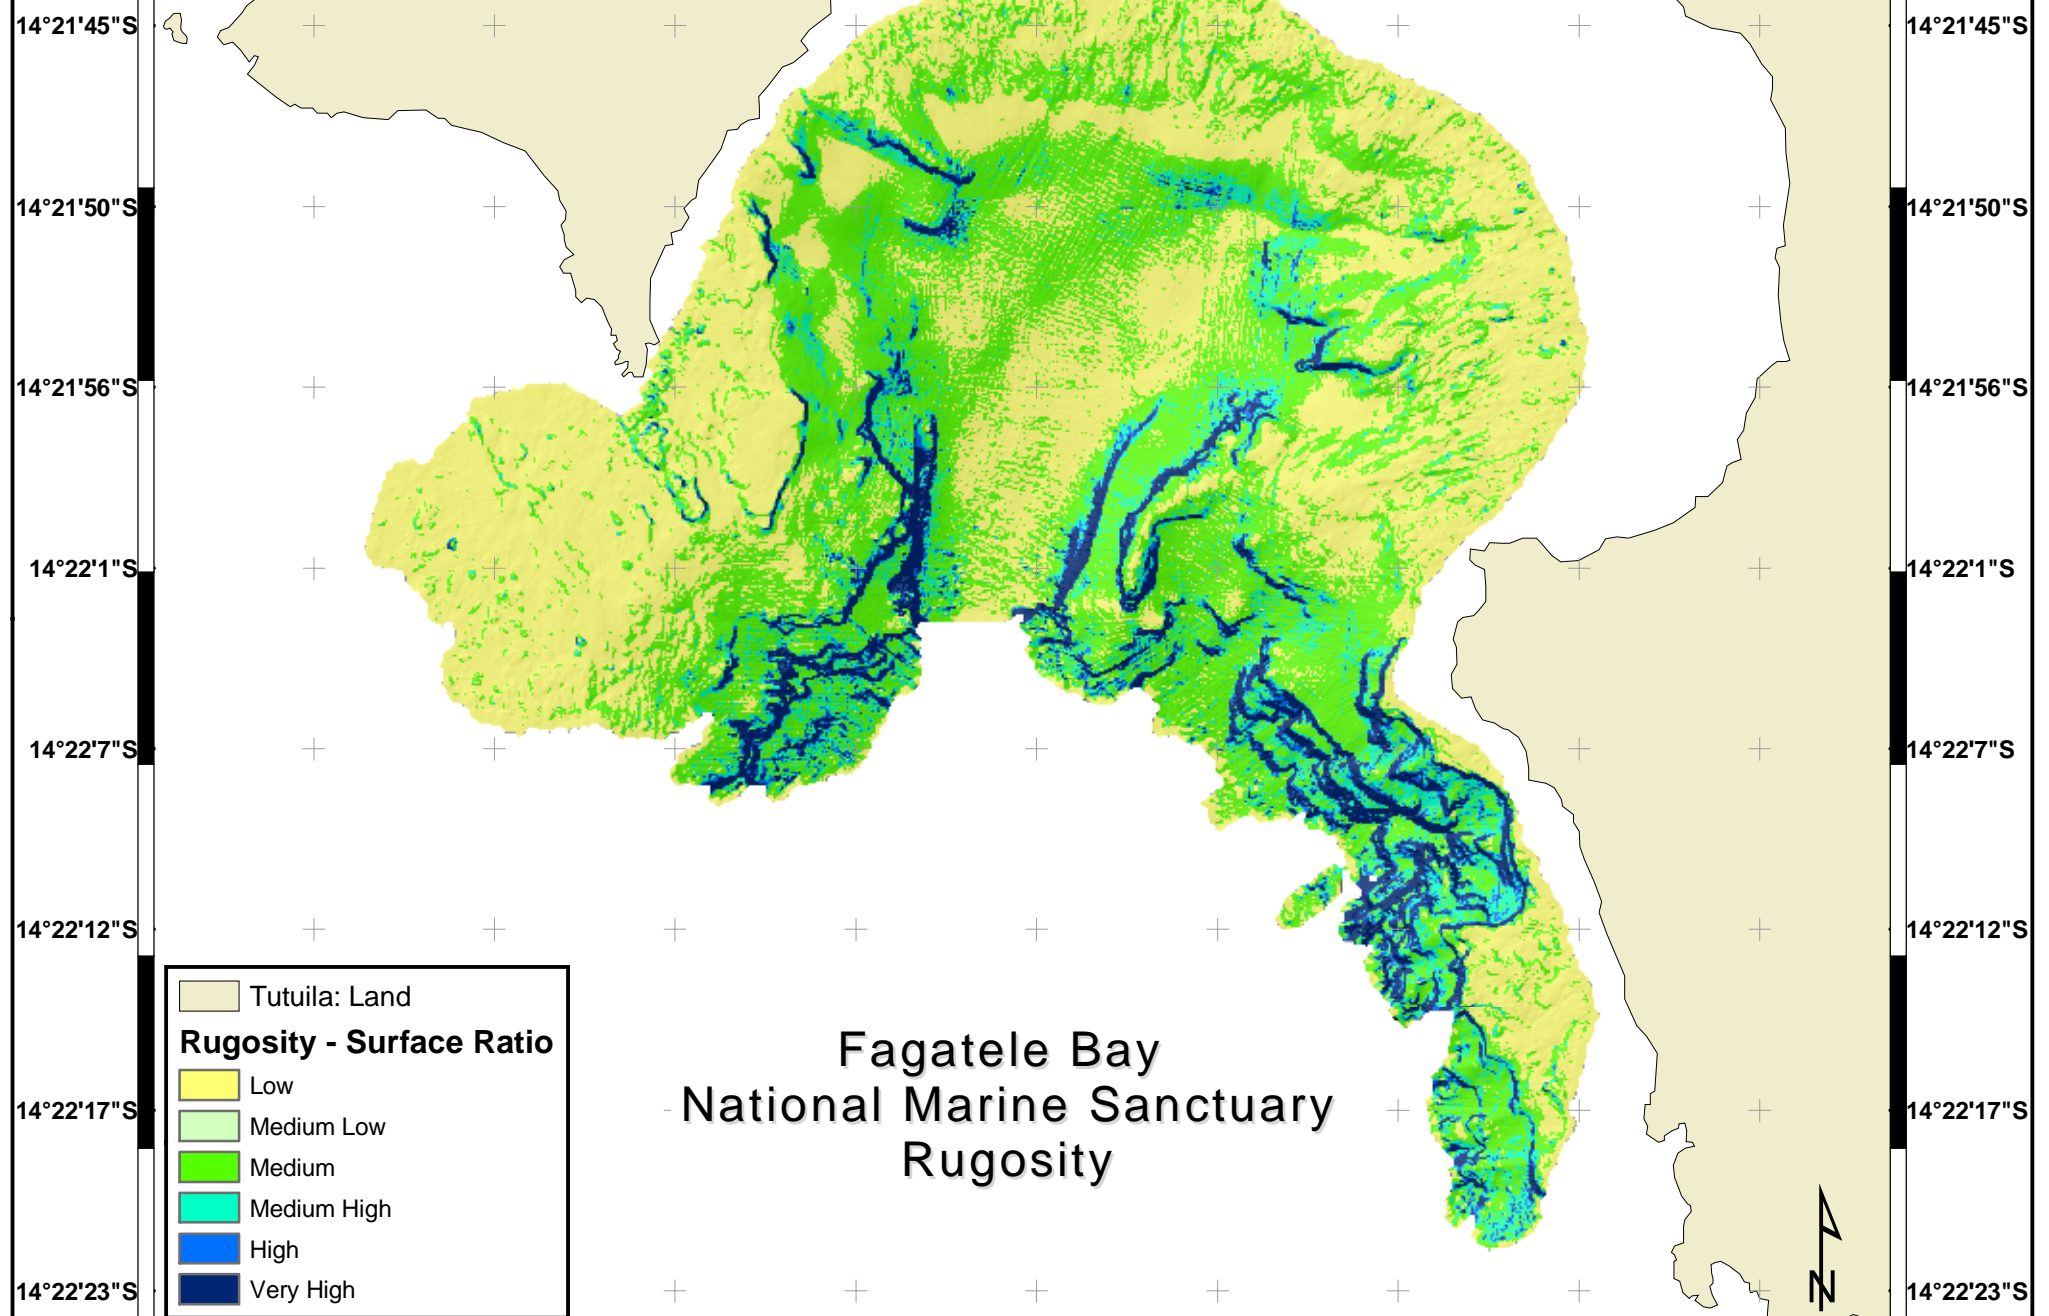 14°21'45"S 14°21'45"S
14°21'50"S 14°21'50"S
14°21'56"S 14°21'56"S
14°22'1"S 14°22'1"S
14°22'7"S 14°22'7"S
14°22'12"S 14°22'12"S
14°22'17"S 14°22'17"S
14°22'23"S 14°22'23"S
Tutuila: Land
Rugosity - Surface Ratio
Low
Medium Low
Medium
Medium High
High
Very High
Fagatele Bay
National Marine Sanctuary
Rugosity
N